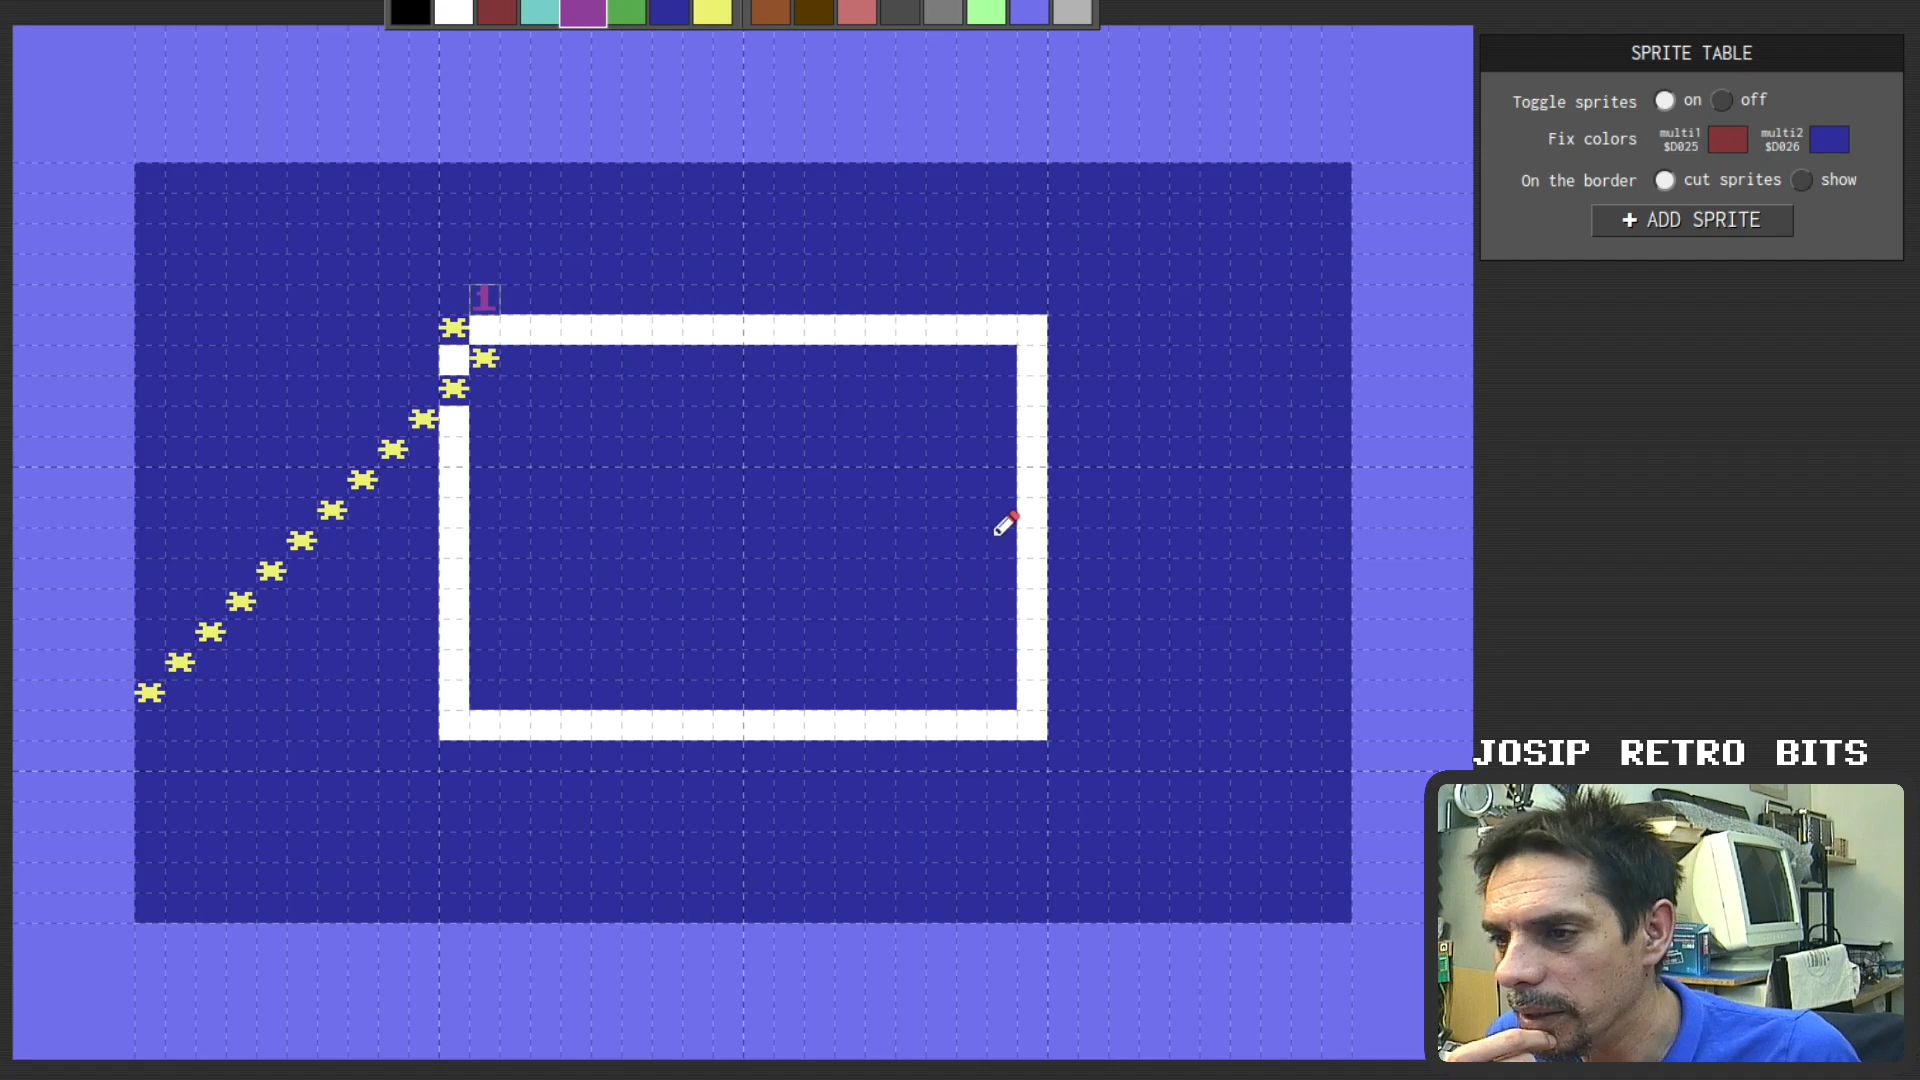 SPRITE TABLE
Toggle sprites on off
Fix colors multi1 $D025 multi2 $D026
On the border cut sprites show
+ ADD SPRITE
1
JOSIP RETRO BITS